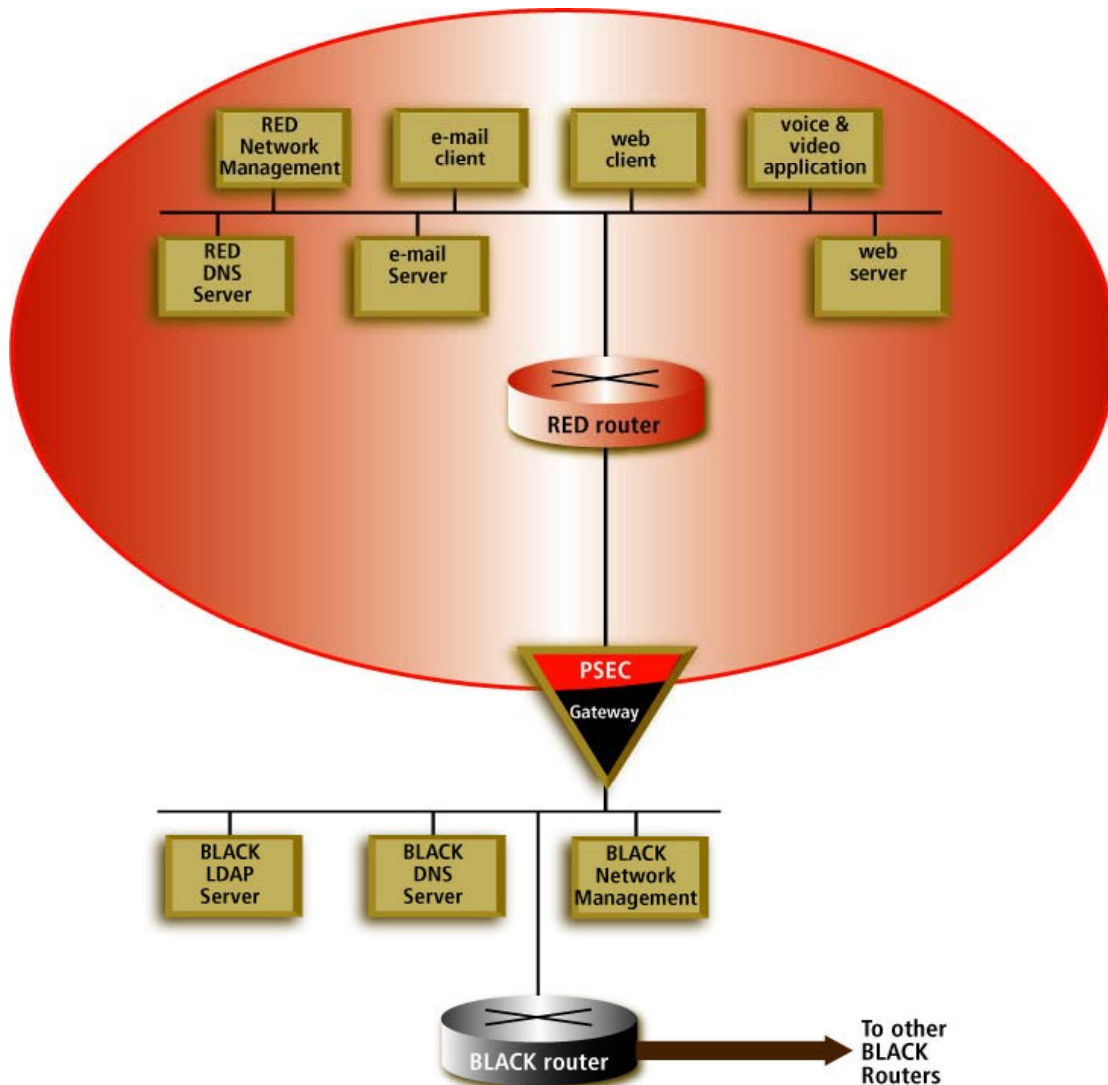 RED
Network
Management
e-mail
client
web
client
voice &
video
application
RED
DNS
Server
e-mail
Server
web
server
RED router
PSEC
Gateway
BLACK
LDAP
Server
BLACK
DNS
Server
BLACK
Network
Management
BLACK router
To other
BLACK
Routers